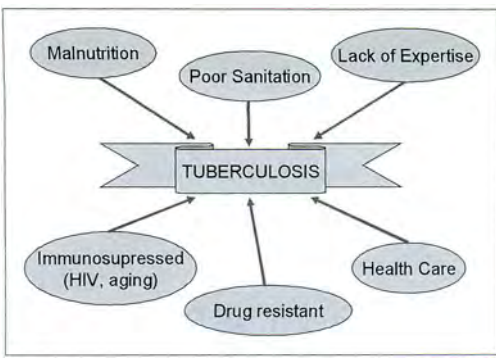 Malnutrition
Poor Sanitation
Lack of Expertise
TUBERCULOSIS
Immunosupressed
(HIV, aging)
Drug resistant
Health Care